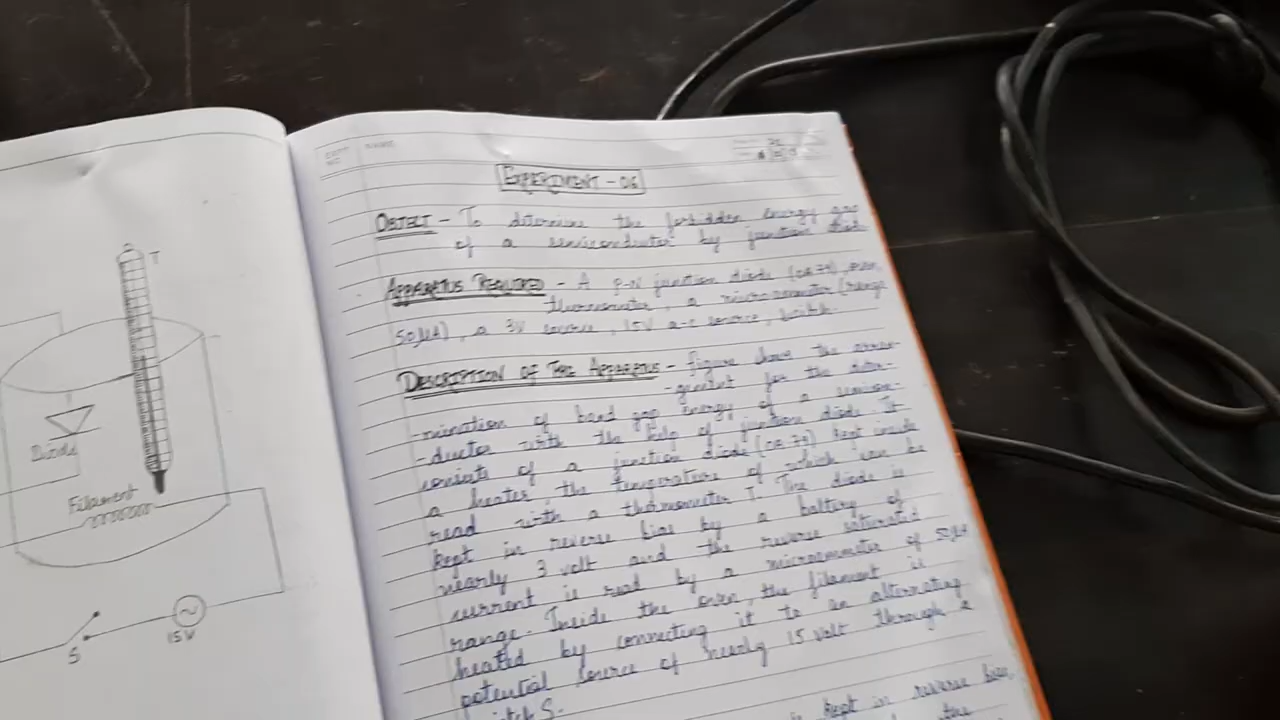 T
Diode
Filament
S
15V
EXPT. NO.
NAME
EXPERIMENT - 06
OBJECT - To determine the forbidden energy gap
of a semiconductor by junction diode
APPARATUS REQUIRED - A P-N junction diode (OA 79), oven,
thermometer, a micro-ammeter (range
50μA), a 3V source, 15V a-c source, switch.
DESCRIPTION OF THE APPARATUS - Figure shows the arran-
-gement for the deter-
-mination of band gap energy of a semicon-
-ductor with the help of junction diode. It
consists of a junction diode (OA 79) kept inside
a heater, the temperature of which can be
read with a thermometer T. The diode is
kept in reverse bias by a battery of
nearly 3 volt and the reverse saturated
current is read by a microammeter of 50μA
range. Inside the oven, the filament is
heated by connecting it to an alternating
potential source of nearly 15 volt through a
S.
kept in reverse bias,
the